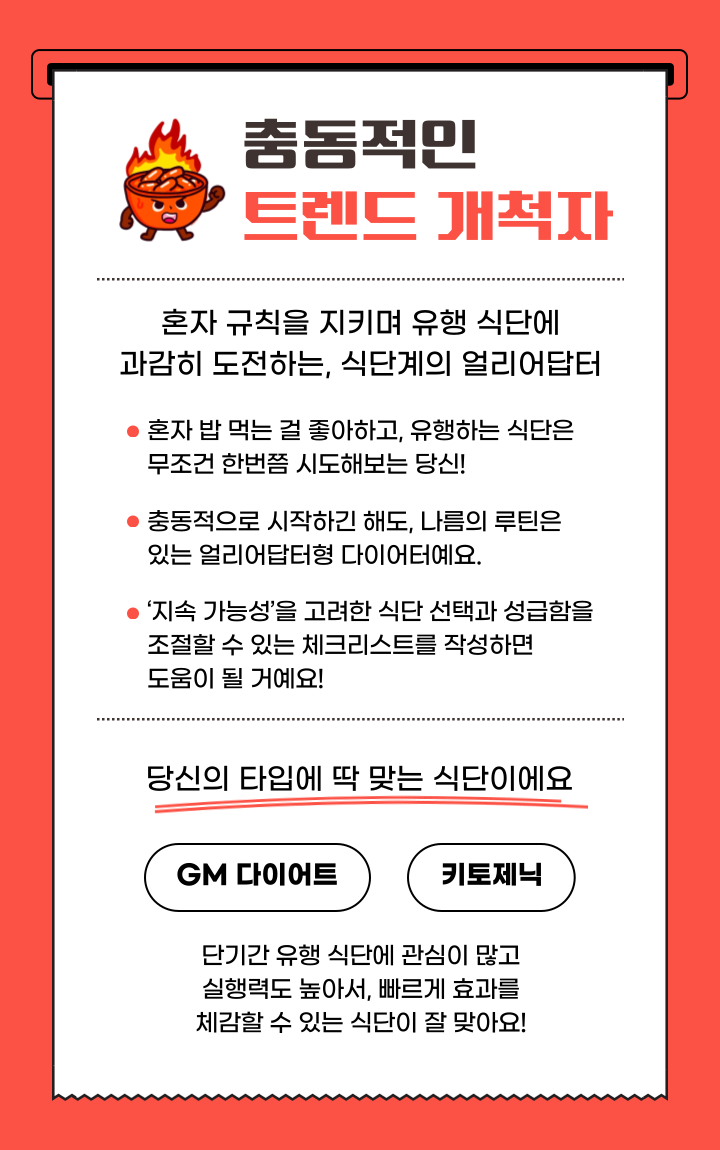 충동적인
트렌드 개척자
혼자 규칙을 지키며 유행 식단에
과감히 도전하는, 식단계의 얼리어답터
혼자 밥 먹는 걸 좋아하고, 유행하는 식단은
무조건 한번쯤 시도해보는 당신!
충동적으로 시작하긴 해도, 나름의 루틴은
있는 얼리어답터형 다이어터예요.
‘지속 가능성’을 고려한 식단 선택과 성급함을
조절할 수 있는 체크리스트를 작성하면
도움이 될 거예요!
당신의 타입에 딱 맞는 식단이에요
GM 다이어트
키토제닉
단기간 유행 식단에 관심이 많고
실행력도 높아서, 빠르게 효과를
체감할 수 있는 식단이 잘 맞아요!